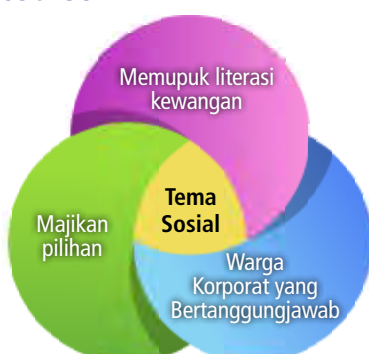 Memupuk literasi
kewangan
Tema
Sosial
Majikan
pilihan
Warga
Korporat yang
Bertanggungjawab